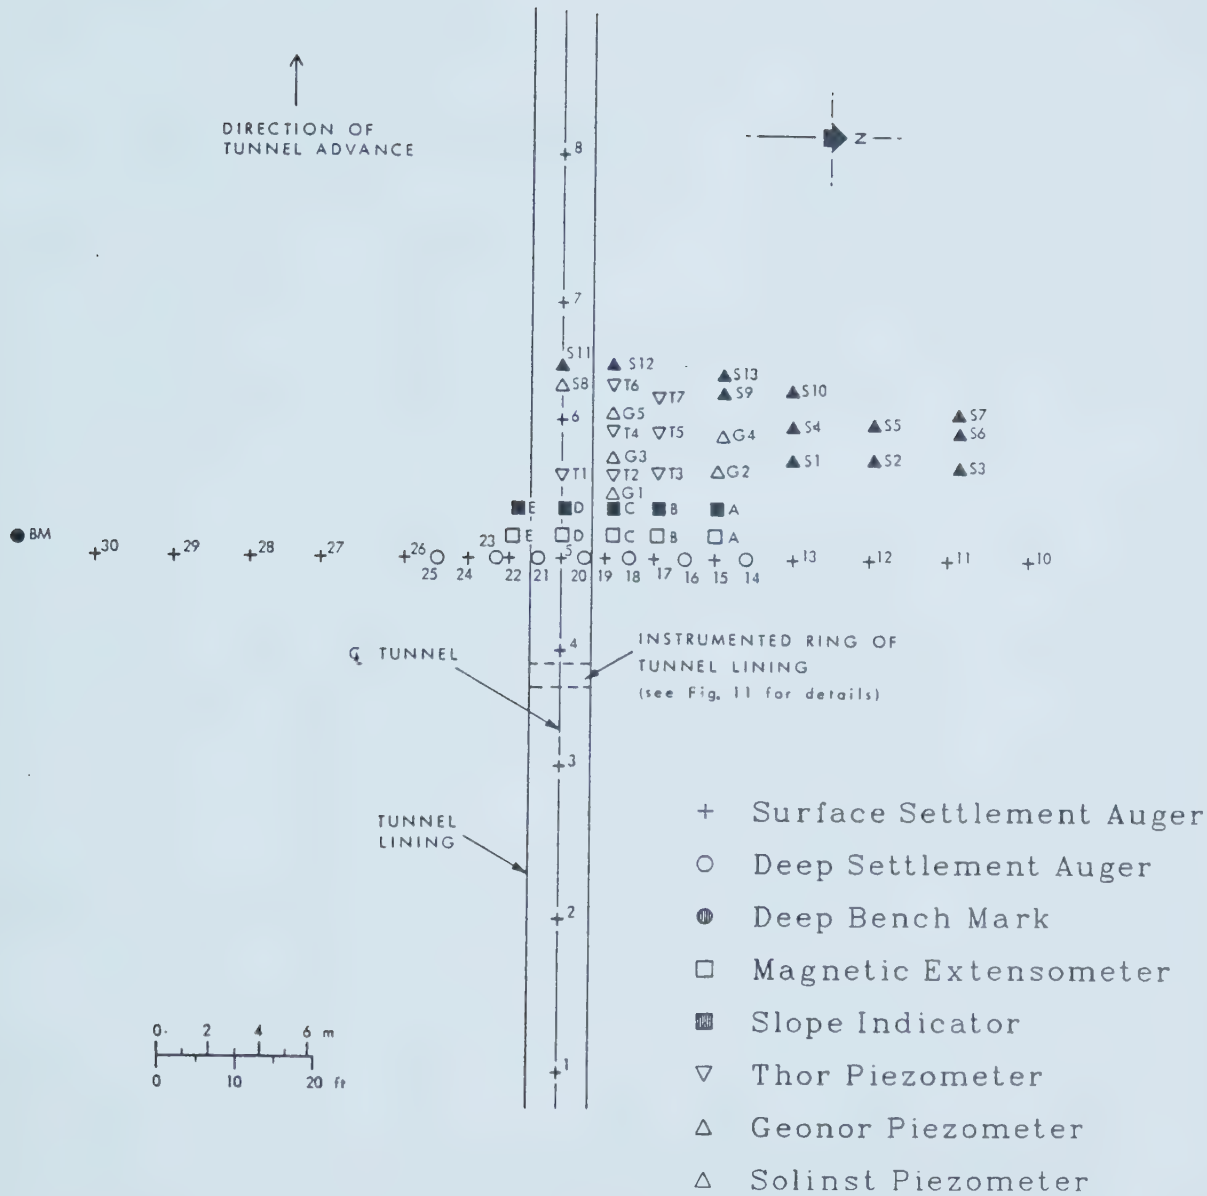 DIRECTION OF
TUNNEL ADVANCE
Z
8
7
S11
S12
S13
S8
T6
T7
S9
S10
6
G5
S7
T4
T5
G4
S4
S5
S6
G3
T1
T2
T3
G2
S1
S2
S3
G1
E
D
C
B
A
BM
E
D
C
B
A
30
29
28
27
26
23
5
13
12
11
10
25
24
22
21
20
19
18
17
16
15
14
4
INSTRUMENTED RING OF
TUNNEL LINING
(see Fig. 11 for details)
℄ TUNNEL
3
TUNNEL
LINING
2
1
0. 2 4 6 m
0 10 20 ft
+ Surface Settlement Auger
Deep Settlement Auger
Deep Bench Mark
Magnetic Extensometer
Slope Indicator
Thor Piezometer
Geonor Piezometer
Solinst Piezometer